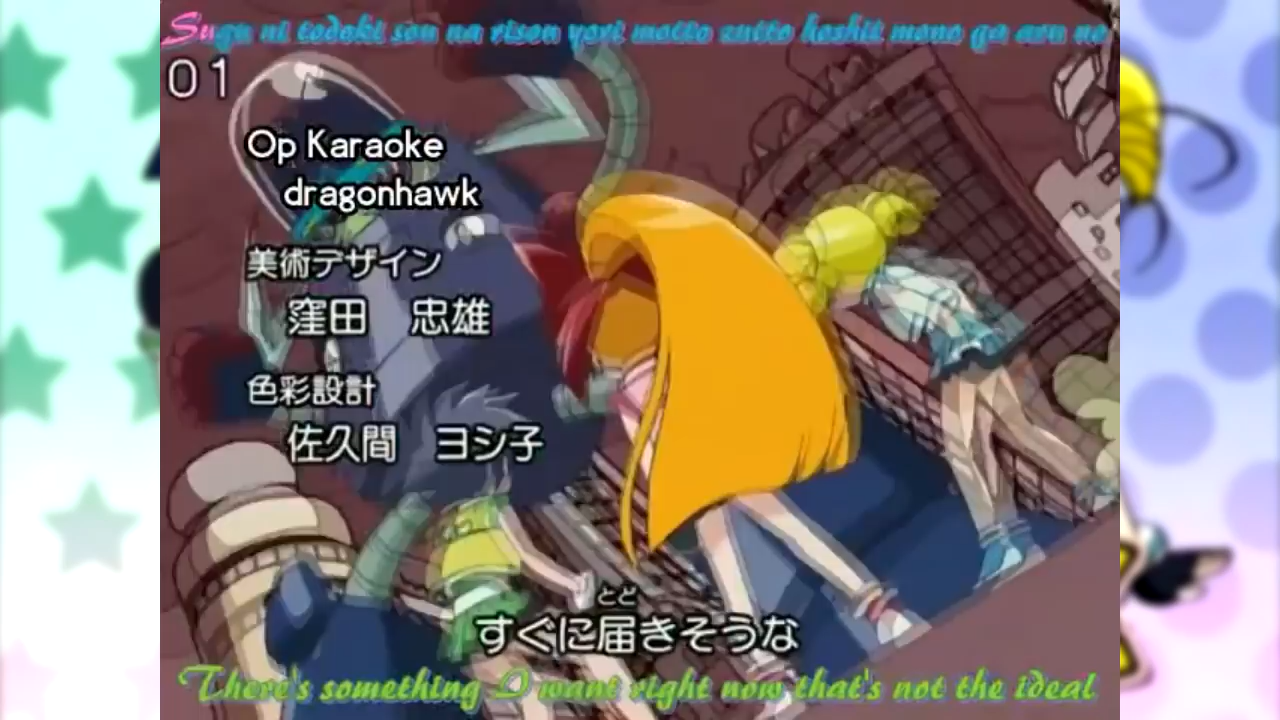 Sugu ni todoki sou na risou yori motto zutto hoshii mono ga aru no
01
Op Karaoke
dragonhawk
美術デザイン
窪田 忠雄
色彩設計
佐久間 ヨシ子
とど
すぐに届きそうな
There's something I want right now that's not the ideal